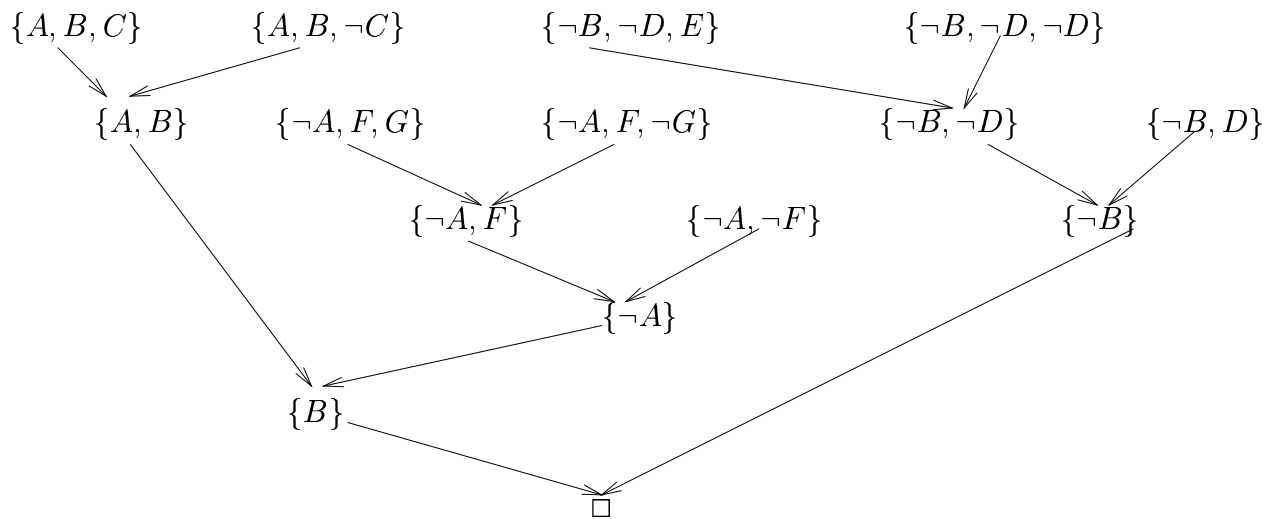 {A, B, C} {A, B, ¬C} {¬B, ¬D, E} {¬B, ¬D, ¬D}
{A, B} {¬A, F, G} {¬A, F, ¬G} {¬B, ¬D} {¬B, D}
{¬A, F} {¬A, ¬F} {¬B}
{¬A}
{B}
□